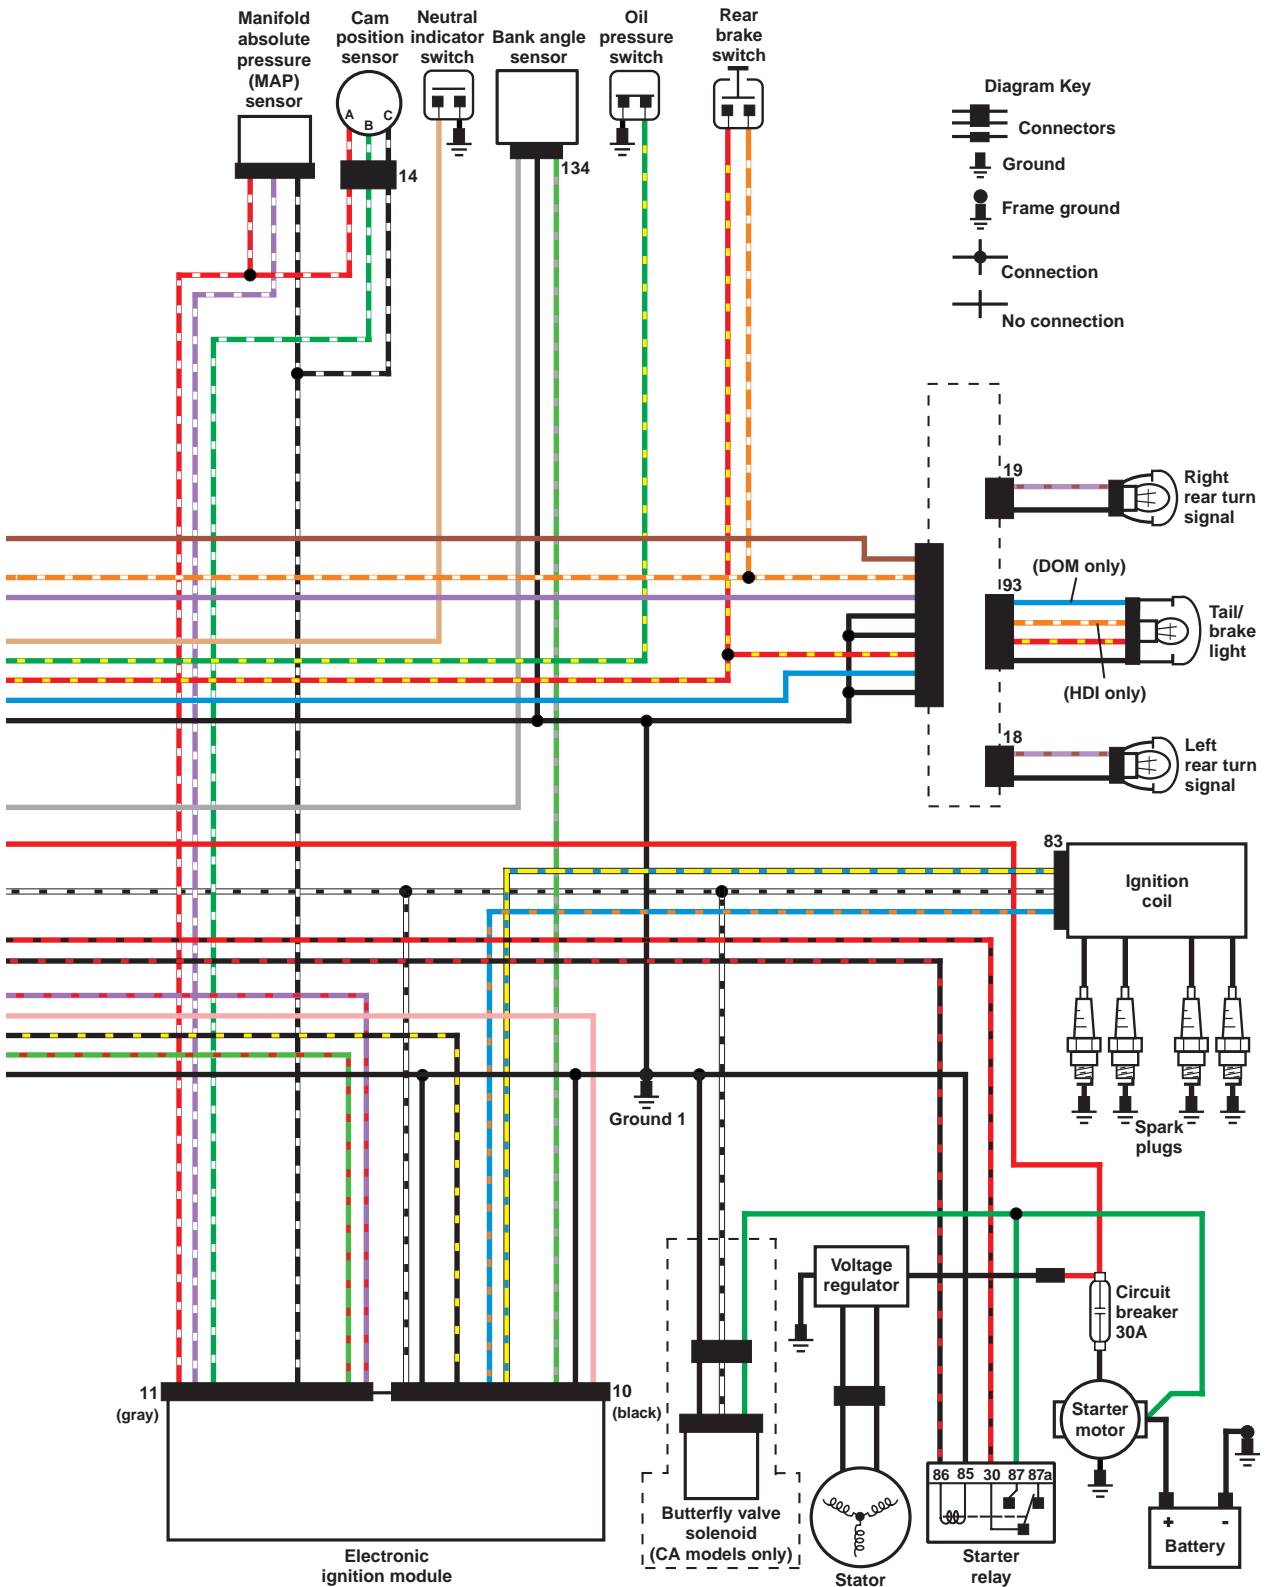 Manifold
absolute
pressure
(MAP)
sensor
Cam
position
sensor
Neutral
indicator
switch
Bank angle
sensor
Oil
pressure
switch
Rear
brake
switch
A
B
C
14
134
Diagram Key
Connectors
Ground
Frame ground
Connection
No connection
19
Right
rear turn
signal
(DOM only)
93
Tail/
brake
light
(HDI only)
18
Left
rear turn
signal
83
Ignition
coil
Spark
plugs
Ground 1
Voltage
regulator
Circuit
breaker
30A
11
(gray)
10
(black)
Starter
motor
86 85 30 87 87a
+ -
Battery
Butterfly valve
solenoid
(CA models only)
Electronic
ignition module
Stator
Starter
relay